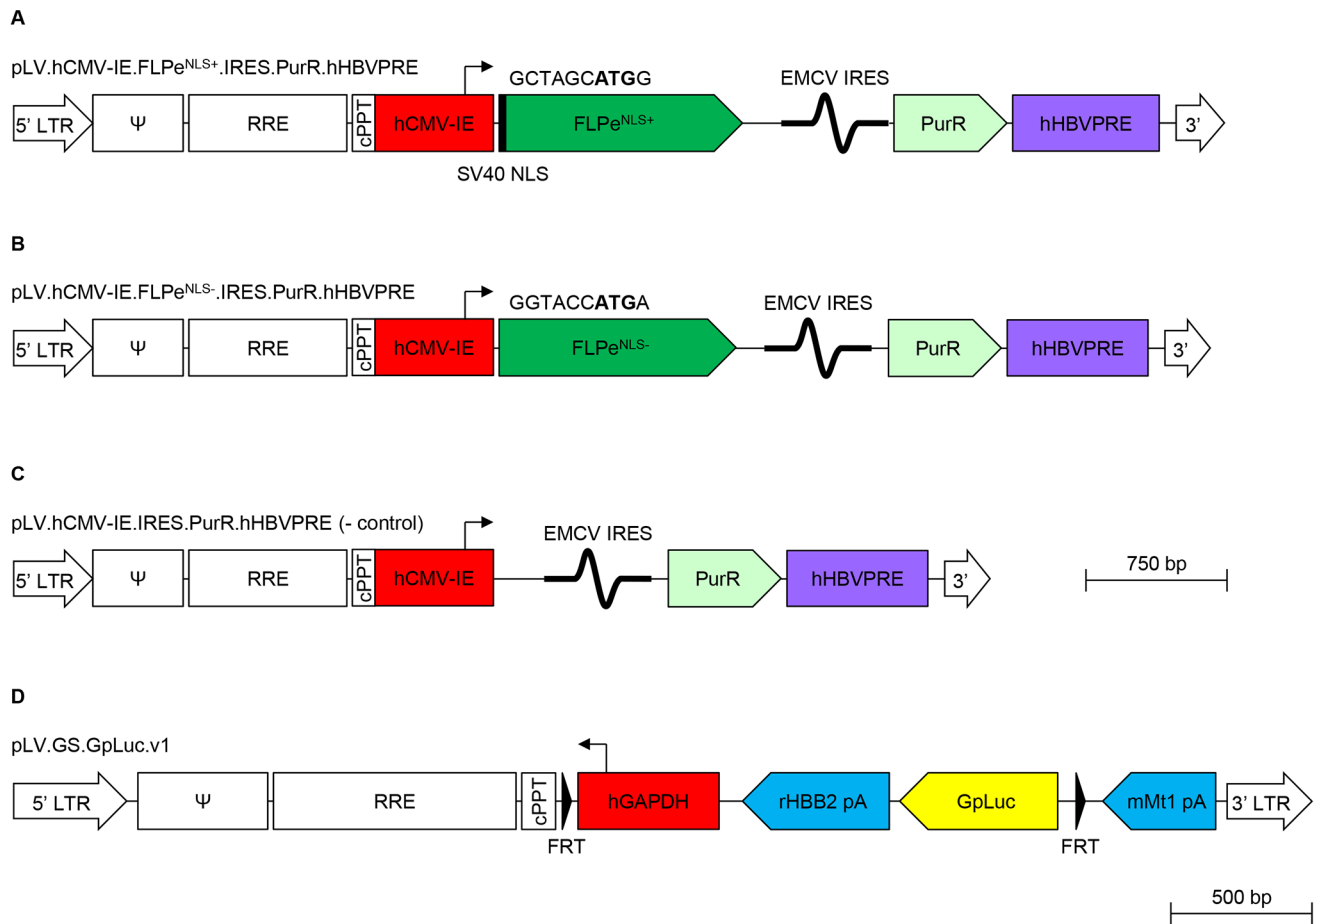 A
pLV.hCMV-IE.FLPeNLS+.IRES.PurR.hHBVPRE
GCTAGCATGG
EMCV IRES
5' LTR
Ψ
RRE
cPPT
hCMV-IE
FLPeNLS+
PurR
hHBVPRE
3'
SV40 NLS
B
pLV.hCMV-IE.FLPeNLS-.IRES.PurR.hHBVPRE
GGTACCATGA
EMCV IRES
5' LTR
Ψ
RRE
cPPT
hCMV-IE
FLPeNLS-
PurR
hHBVPRE
3'
C
pLV.hCMV-IE.IRES.PurR.hHBVPRE (- control)
EMCV IRES
5' LTR
Ψ
RRE
cPPT
hCMV-IE
PurR
hHBVPRE
3'
750 bp
D
pLV.GS.GpLuc.v1
5' LTR
Ψ
RRE
cPPT
hGAPDH
rHBB2 pA
GpLuc
mMt1 pA
3' LTR
FRT
FRT
500 bp